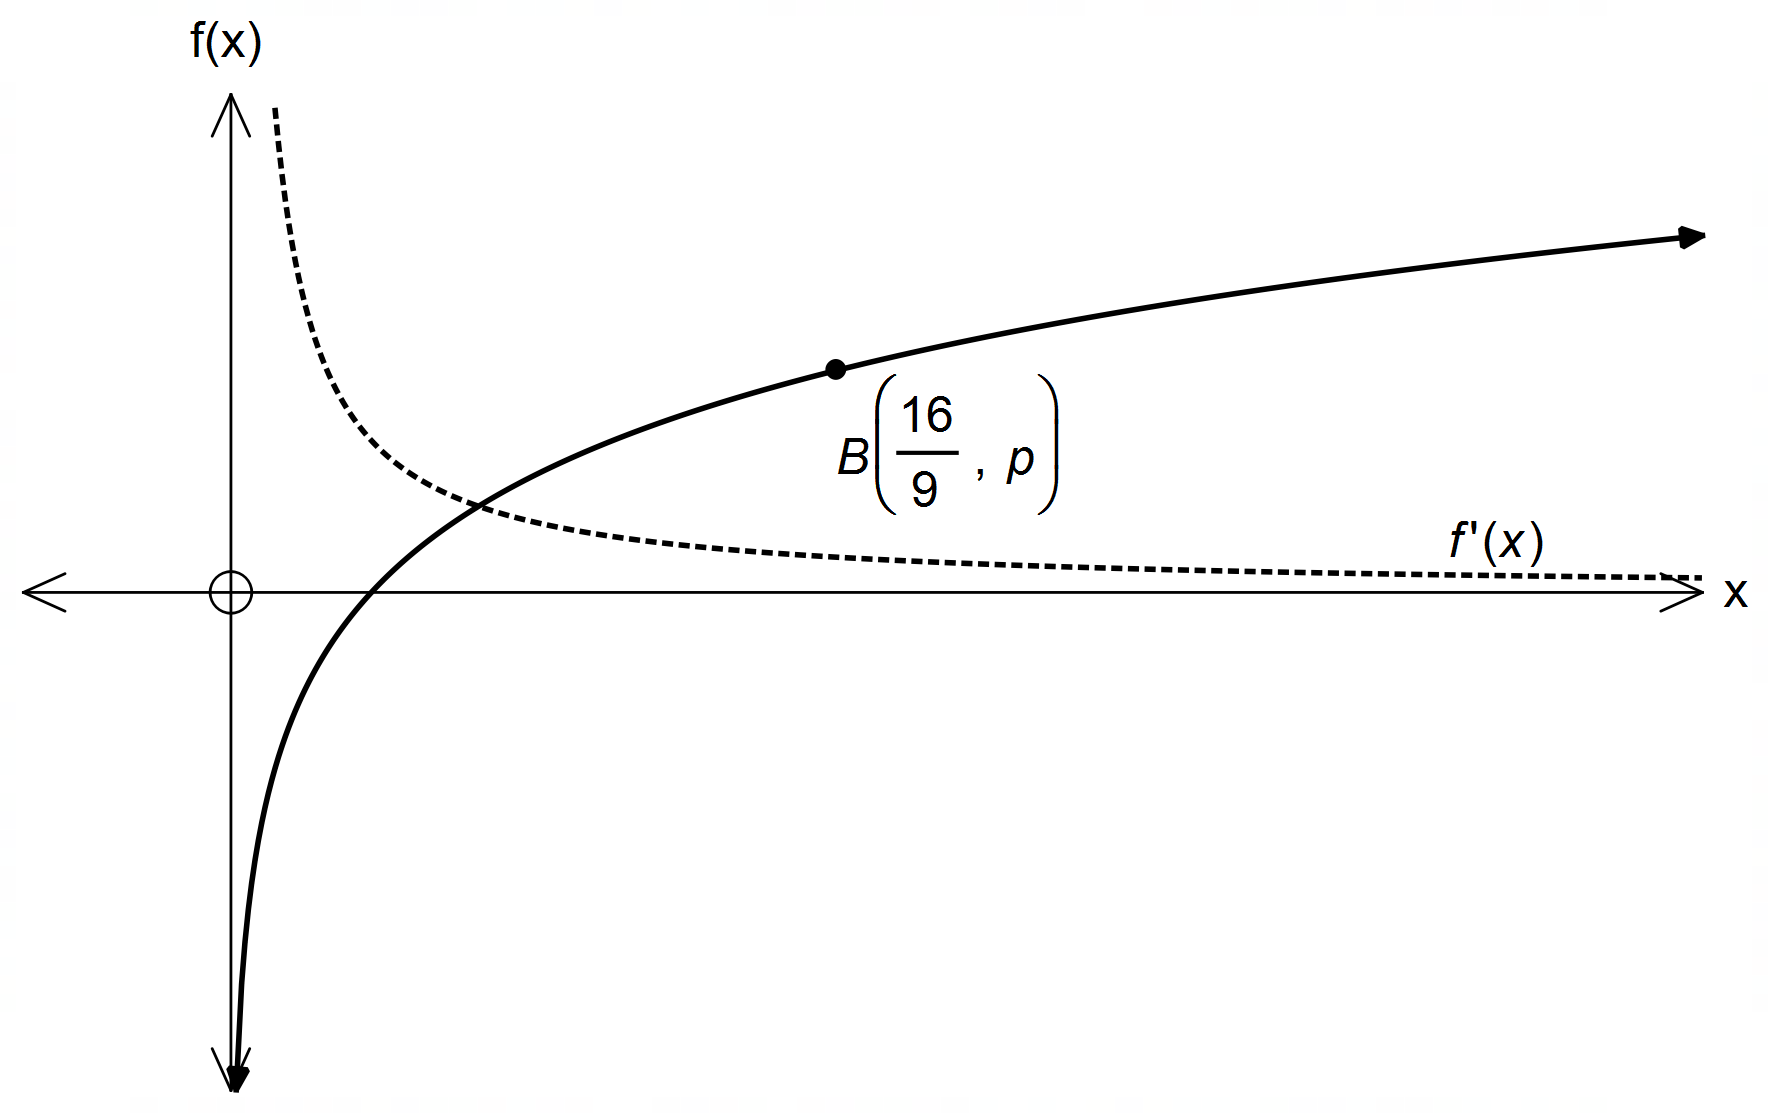 f(x)
B(16/9 , p)
f'(x)
x